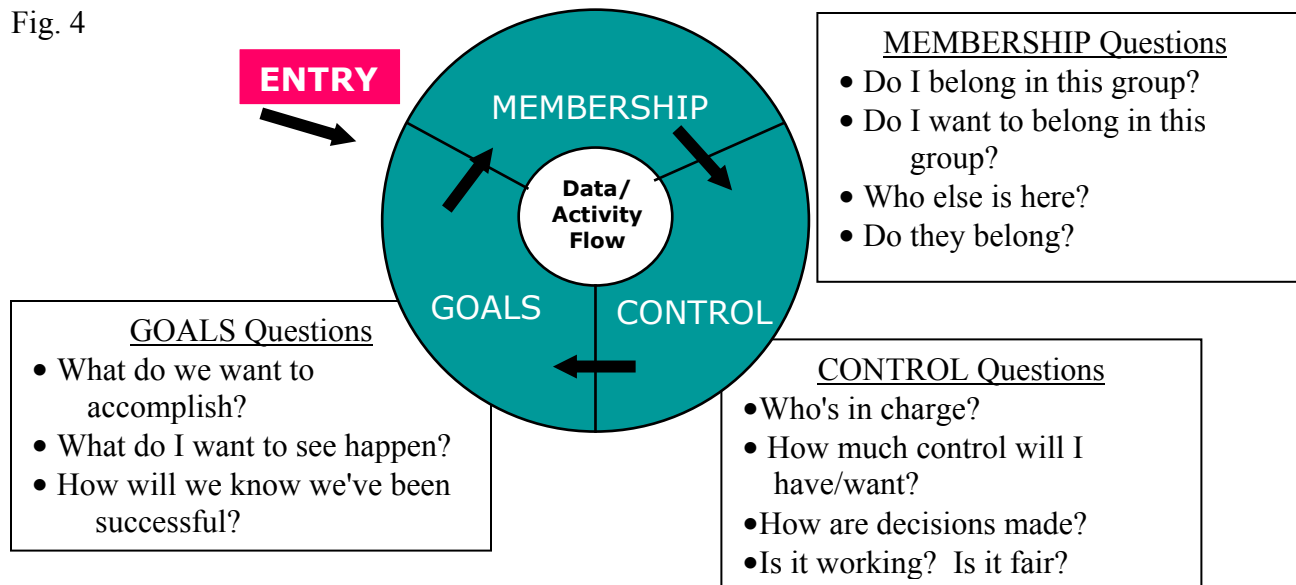 Fig. 4
ENTRY
MEMBERSHIP
Data/
Activity
Flow
GOALS
CONTROL
MEMBERSHIP Questions
• Do I belong in this group?
• Do I want to belong in this
group?
• Who else is here?
• Do they belong?
GOALS Questions
• What do we want to
accomplish?
• What do I want to see happen?
• How will we know we've been
successful?
CONTROL Questions
•Who's in charge?
• How much control will I
have/want?
•How are decisions made?
•Is it working?  Is it fair?